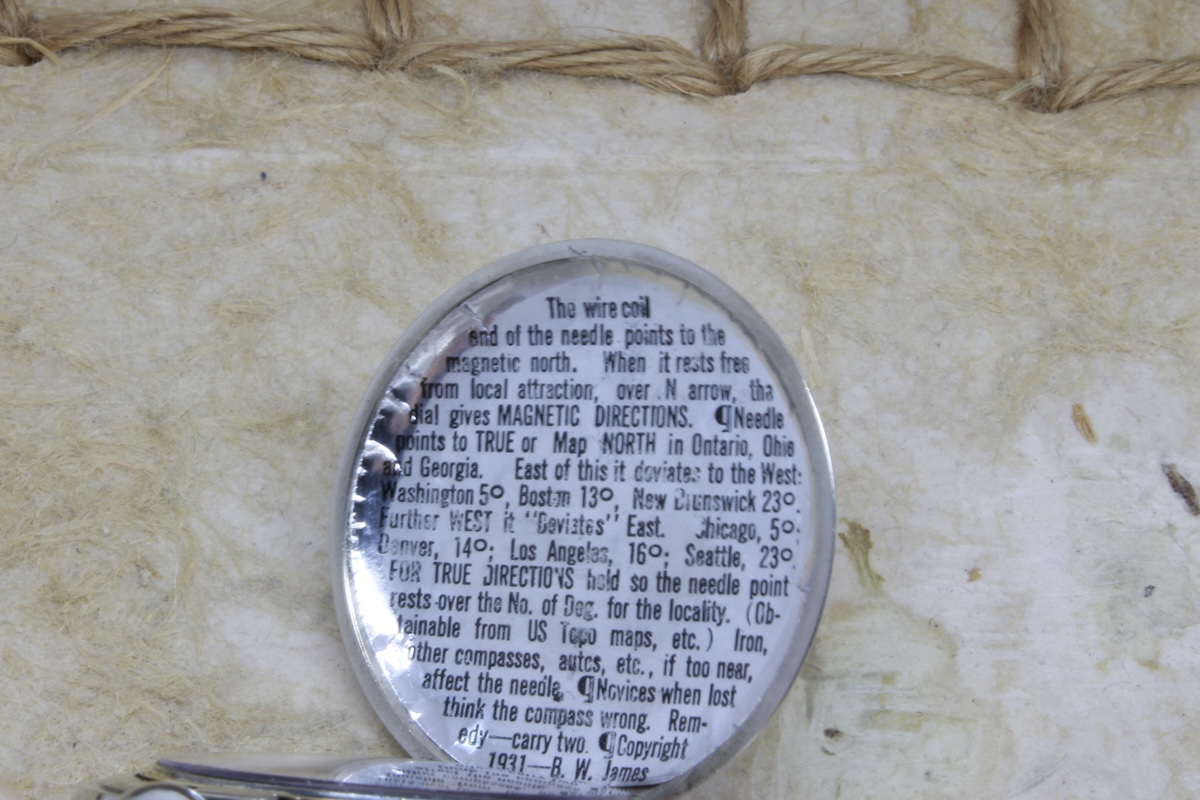 The wire coil
end of the needle points to the
magnetic north. When it rests free
from local attraction, over N arrow, the
dial gives MAGNETIC DIRECTIONS. ¶Needle
points to TRUE or Map NORTH in Ontario, Ohio
and Georgia. East of this it deviates to the West:
Washington 5°, Boston 13°, New Brunswick 23°.
Further WEST it "Deviates" East. Chicago, 5°;
Denver, 14°; Los Angeles, 16°; Seattle, 23°.
FOR TRUE DIRECTIONS hold so the needle point
rests over the No. of Deg. for the locality. (Ob-
tainable from US Topo maps, etc.) Iron,
other compasses, autos, etc., if too near,
affect the needle. ¶Novices when lost
think the compass wrong. Rem-
edy—carry two. ¶Copyright
1931—B. W. James